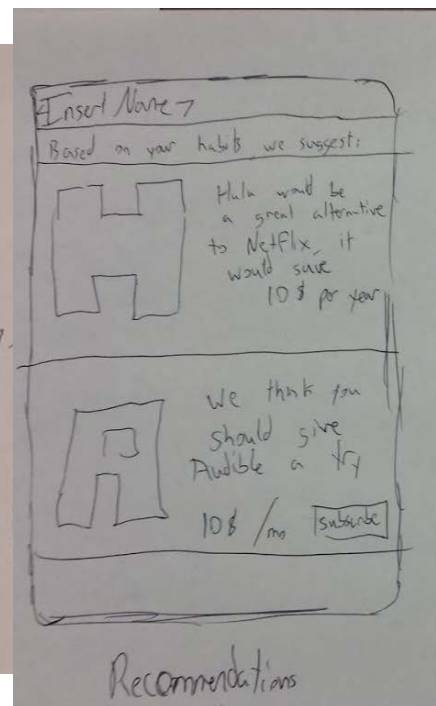 <Insert Name>
Based on your habits we suggest:
H
Hulu would be
a great alternative
to Netflix, it
would save
10$ per year
A
We think you
should give
Audible a try
10$ /mo
subscribe
Recommendations